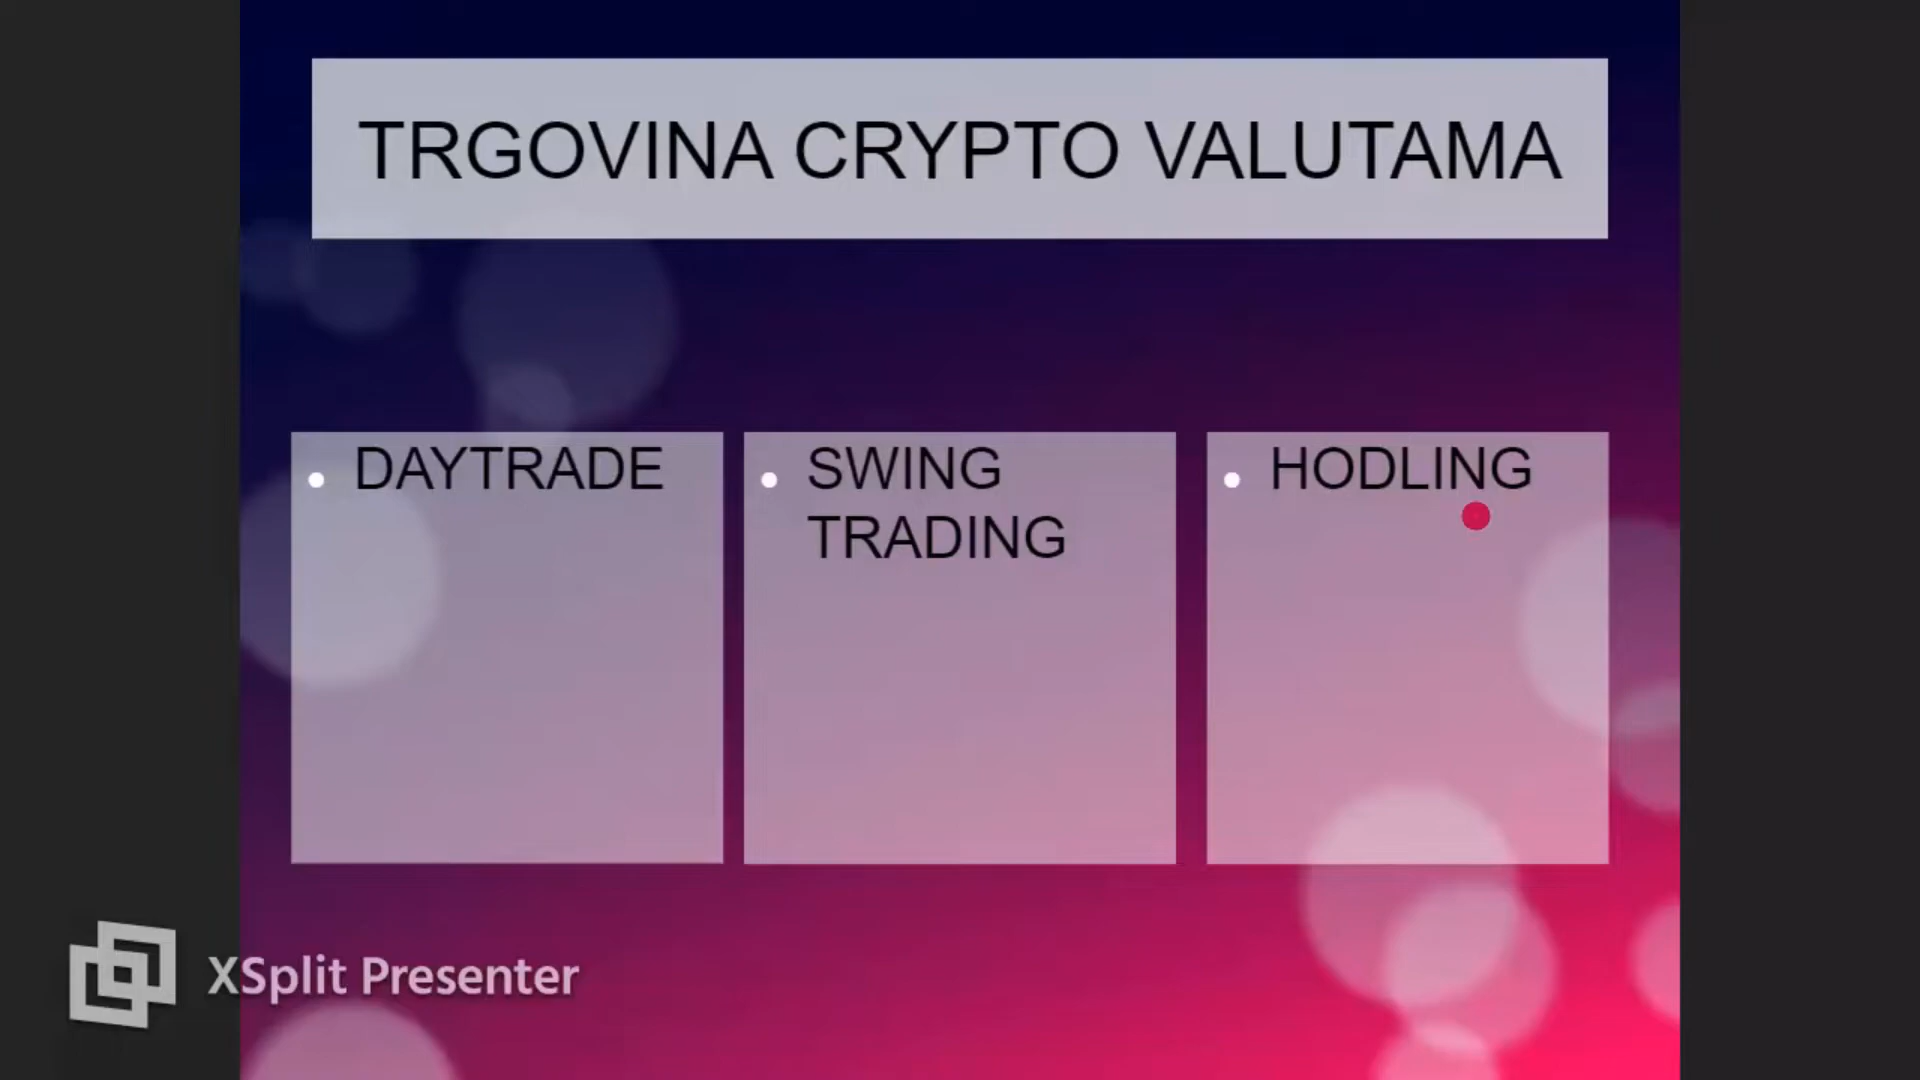 TRGOVINA CRYPTO VALUTAMA
DAYTRADE
SWING
TRADING
HODLING
XSplit Presenter